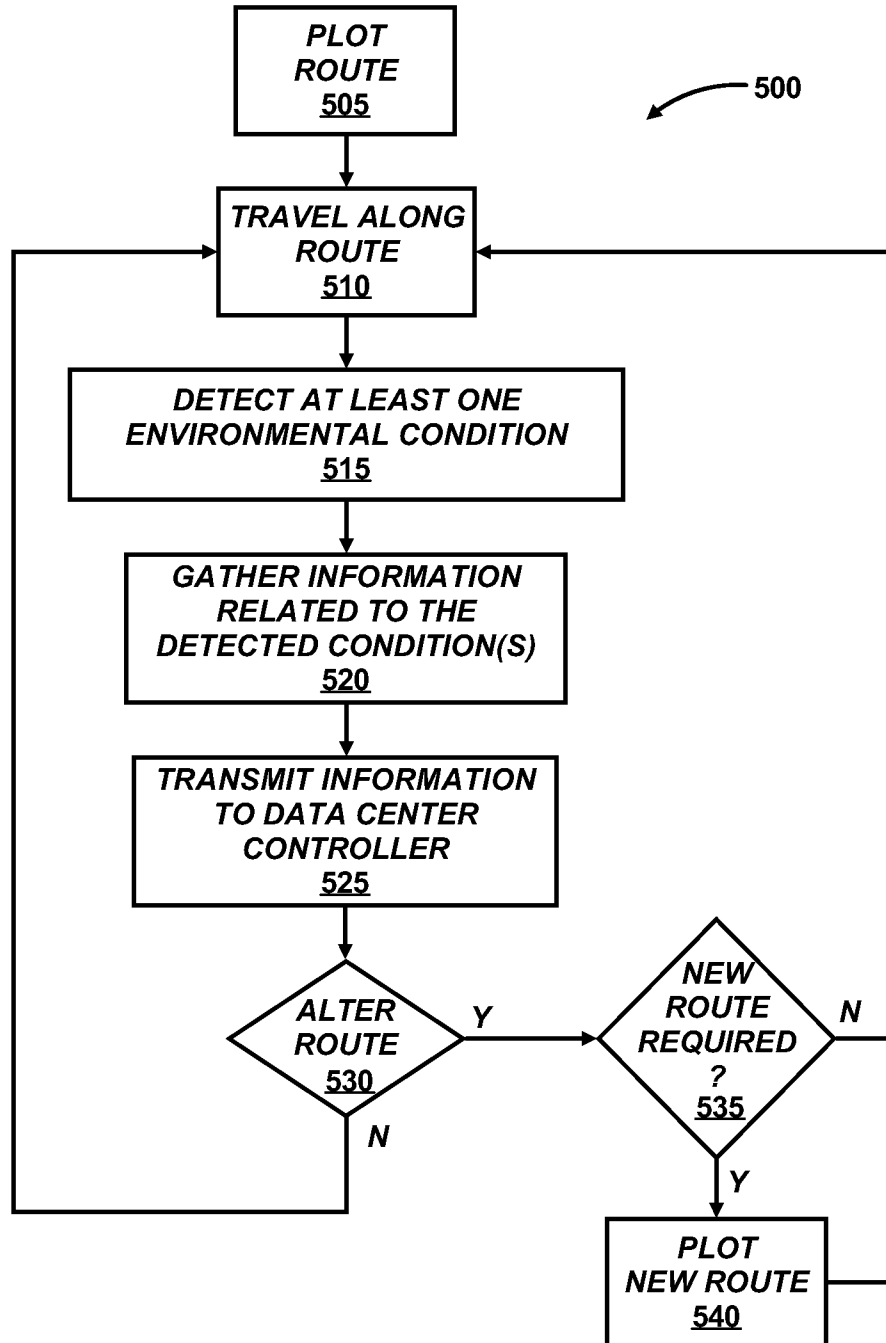 PLOT
ROUTE
505
500
TRAVEL ALONG
ROUTE
510
DETECT AT LEAST ONE
ENVIRONMENTAL CONDITION
515
GATHER INFORMATION
RELATED TO THE
DETECTED CONDITION(S)
520
TRANSMIT INFORMATION
TO DATA CENTER
CONTROLLER
525
ALTER
ROUTE
530
Y
N
NEW
ROUTE
REQUIRED
?
535
N
Y
PLOT
NEW ROUTE
540